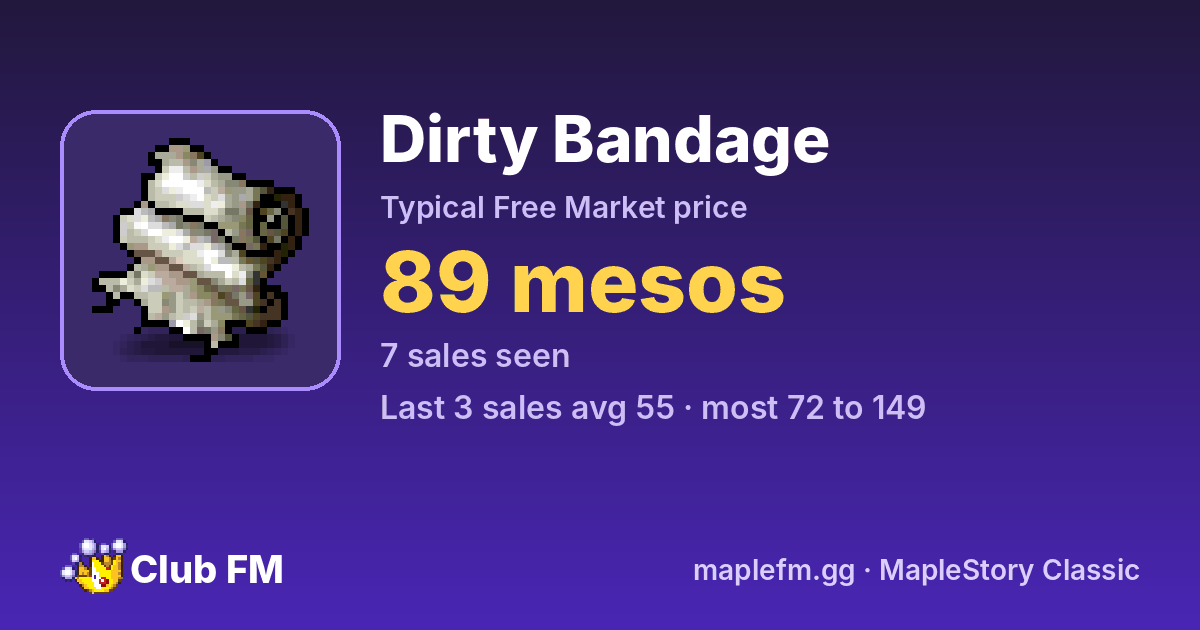 Dirty Bandage
Typical Free Market price
89 mesos
7 sales seen
Last 3 sales avg 55 · most 72 to 149
Club FM
maplefm.gg · MapleStory Classic